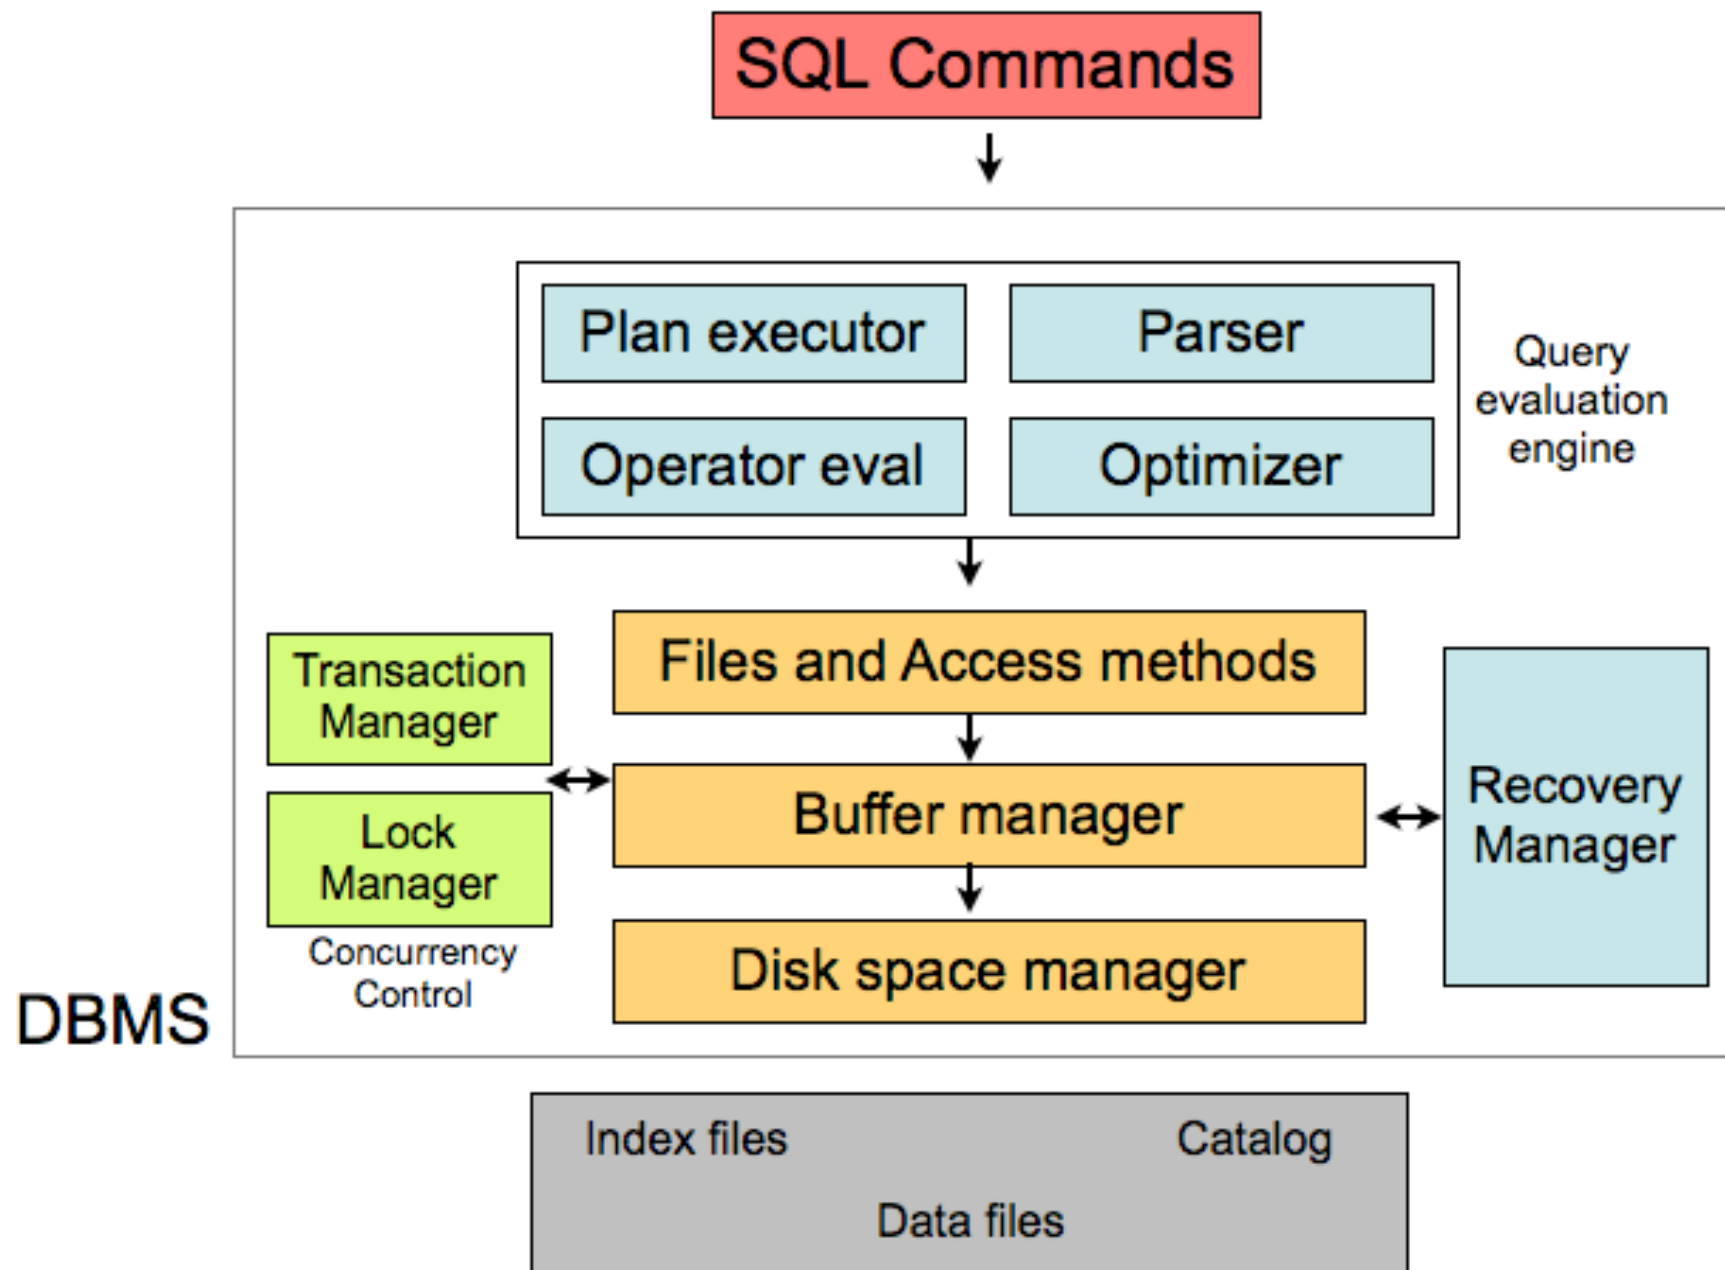 SQL Commands
Plan executor
Parser
Operator eval
Optimizer
Query
evaluation
engine
Files and Access methods
Transaction
Manager
Lock
Manager
Concurrency
Control
Buffer manager
Recovery
Manager
Disk space manager
DBMS
Index files
Catalog
Data files